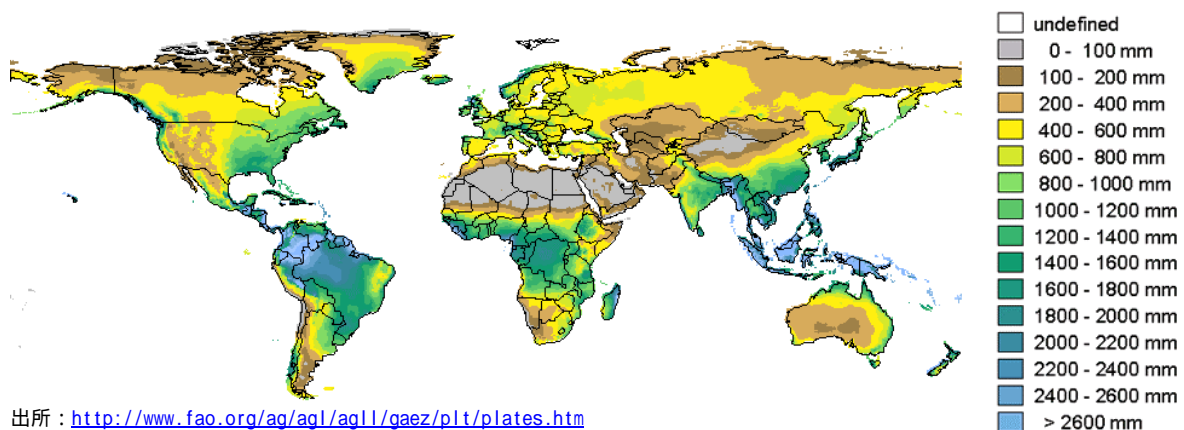 undefined
0 - 100 mm
100 - 200 mm
200 - 400 mm
400 - 600 mm
600 - 800 mm
800 - 1000 mm
1000 - 1200 mm
1200 - 1400 mm
1400 - 1600 mm
1600 - 1800 mm
1800 - 2000 mm
2000 - 2200 mm
2200 - 2400 mm
2400 - 2600 mm
> 2600 mm
出所：http://www.fao.org/ag/agl/agll/gaez/plt/plates.htm